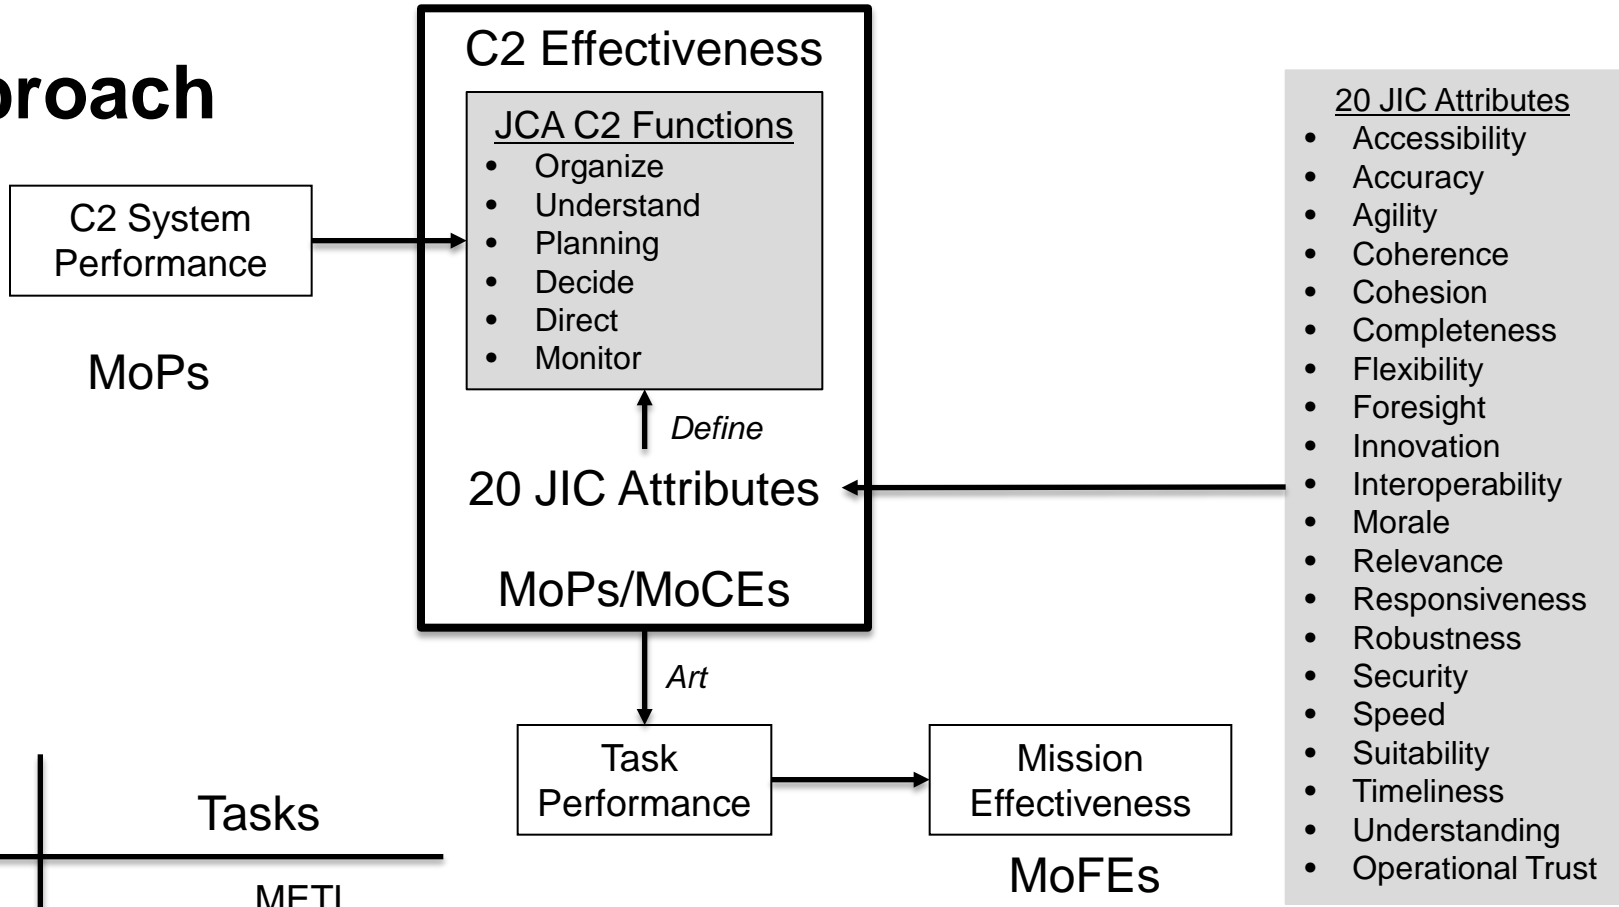 proach
C2 System
Performance
MoPs
C2 Effectiveness
JCA C2 Functions
• Organize
• Understand
• Planning
• Decide
• Direct
• Monitor
Define
20 JIC Attributes
MoPs/MoCEs
Art
Task
Performance
Mission
Effectiveness
MoFEs
20 JIC Attributes
• Accessibility
• Accuracy
• Agility
• Coherence
• Cohesion
• Completeness
• Flexibility
• Foresight
• Innovation
• Interoperability
• Morale
• Relevance
• Responsiveness
• Robustness
• Security
• Speed
• Suitability
• Timeliness
• Understanding
• Operational Trust
Tasks